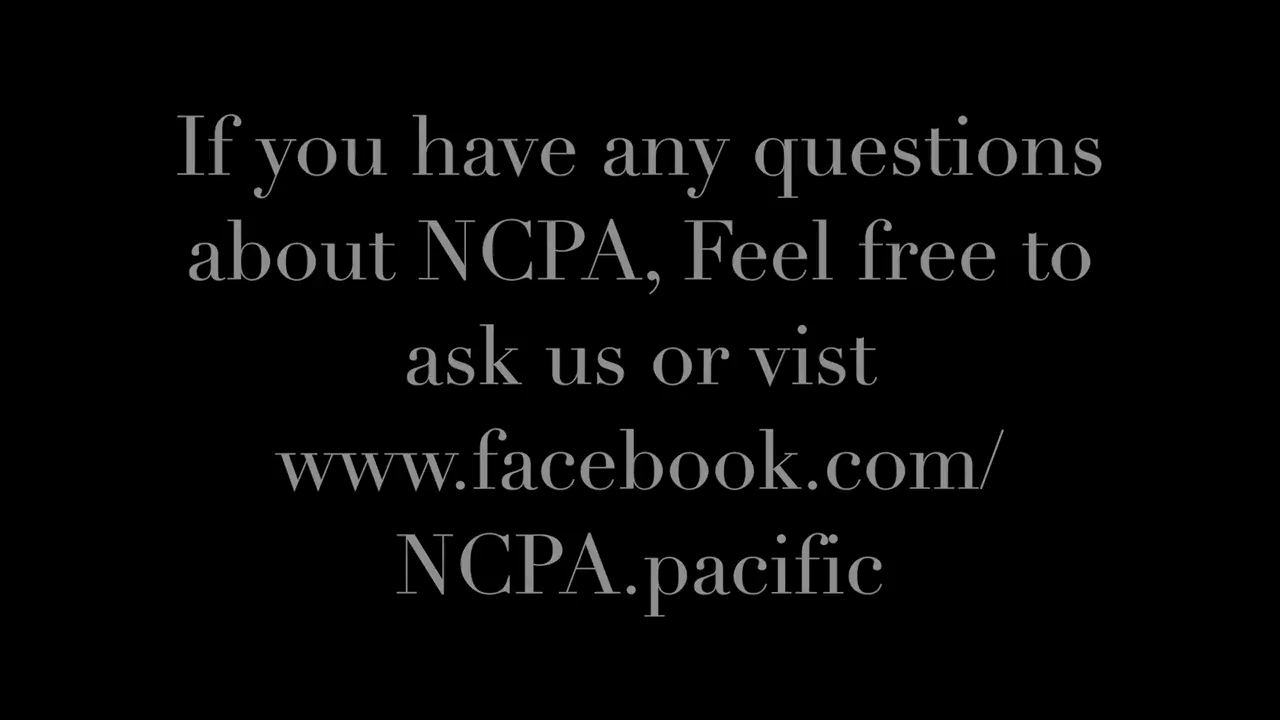 If you have any questions
about NCPA, Feel free to
ask us or vist
www.facebook.com/
NCPA.pacific